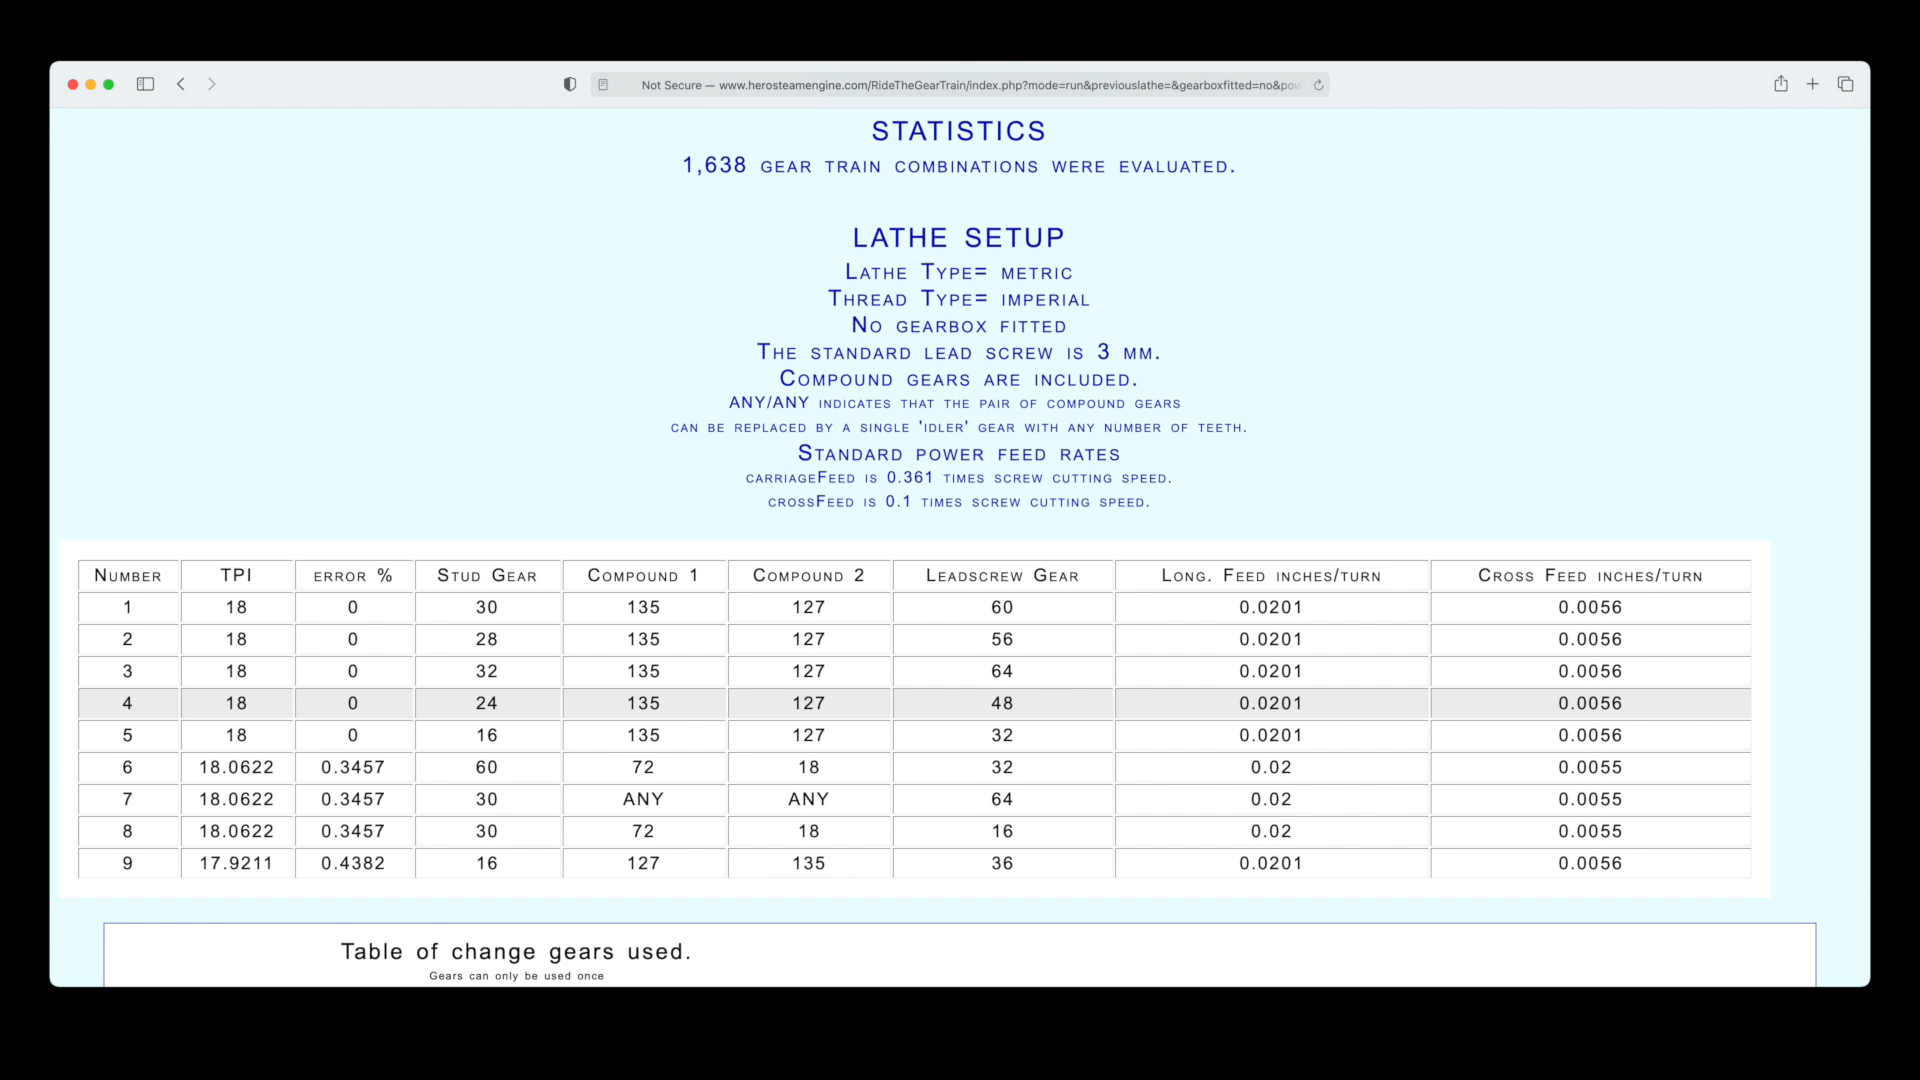 Not Secure — www.herosteamengine.com/RideTheGearTrain/index.php?mode=run&previouslathe=&gearboxfitted=no&pow
STATISTICS
1,638 GEAR TRAIN COMBINATIONS WERE EVALUATED.
LATHE SETUP
LATHE TYPE= METRIC
THREAD TYPE= IMPERIAL
NO GEARBOX FITTED
THE STANDARD LEAD SCREW IS 3 MM.
COMPOUND GEARS ARE INCLUDED.
ANY/ANY INDICATES THAT THE PAIR OF COMPOUND GEARS
CAN BE REPLACED BY A SINGLE 'IDLER' GEAR WITH ANY NUMBER OF TEETH.
STANDARD POWER FEED RATES
CARRIAGEFEED IS 0.361 TIMES SCREW CUTTING SPEED.
CROSSFEED IS 0.1 TIMES SCREW CUTTING SPEED.
NUMBER TPI ERROR % STUD GEAR COMPOUND 1 COMPOUND 2 LEADSCREW GEAR LONG. FEED INCHES/TURN CROSS FEED INCHES/TURN
1 18 0 30 135 127 60 0.0201 0.0056
2 18 0 28 135 127 56 0.0201 0.0056
3 18 0 32 135 127 64 0.0201 0.0056
4 18 0 24 135 127 48 0.0201 0.0056
5 18 0 16 135 127 32 0.0201 0.0056
6 18.0622 0.3457 60 72 18 32 0.02 0.0055
7 18.0622 0.3457 30 ANY ANY 64 0.02 0.0055
8 18.0622 0.3457 30 72 18 16 0.02 0.0055
9 17.9211 0.4382 16 127 135 36 0.0201 0.0056
Table of change gears used.
Gears can only be used once